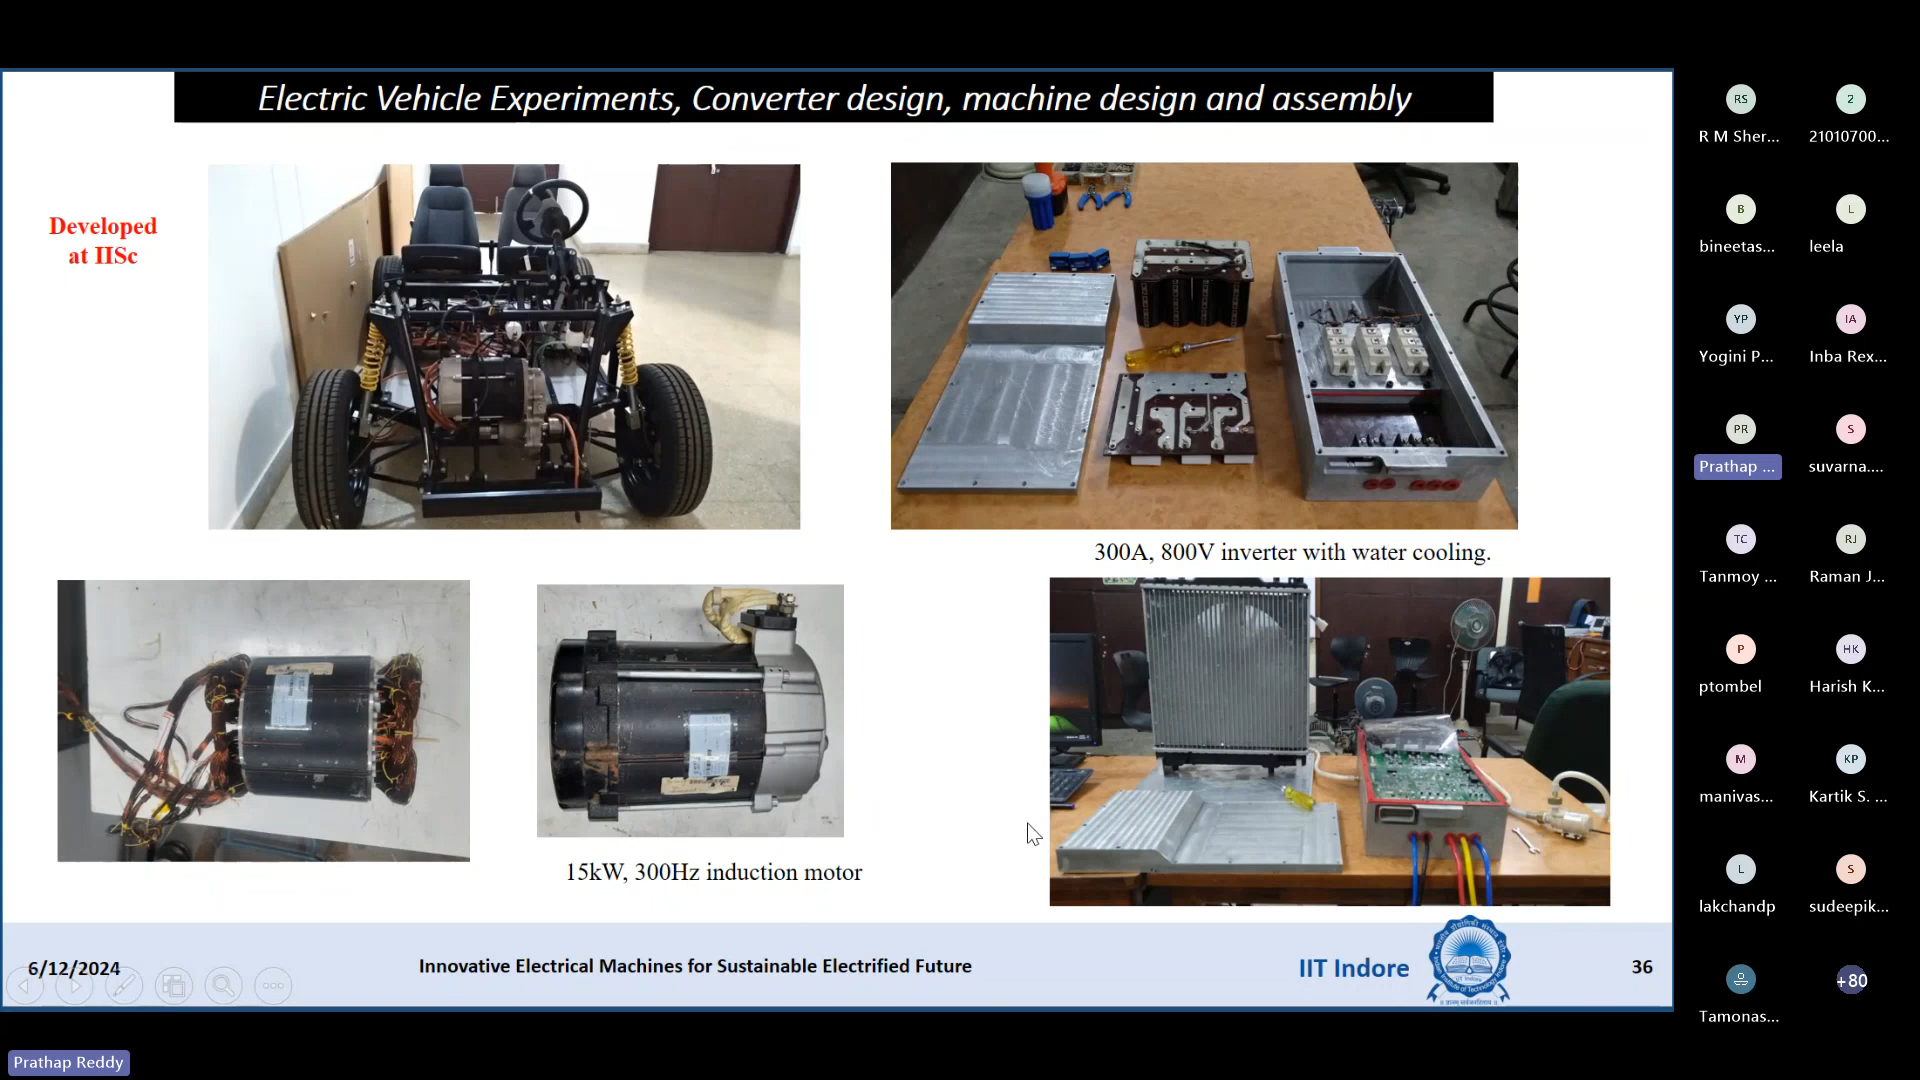 Electric Vehicle Experiments, Converter design, machine design and assembly
Developed
at IISc
300A, 800V inverter with water cooling.
15kW, 300Hz induction motor
6/12/2024
Innovative Electrical Machines for Sustainable Electrified Future
IIT Indore
36
Prathap Reddy
RS
R M Sher...
2
21010700...
B
bineetas...
L
leela
YP
Yogini P...
IA
Inba Rex...
PR
Prathap ...
S
suvarna....
TC
Tanmoy ...
RJ
Raman J...
P
ptombel
HK
Harish K...
M
manivas...
KP
Kartik S. ...
L
lakchandp
S
sudeepik...
Tamonas...
+80